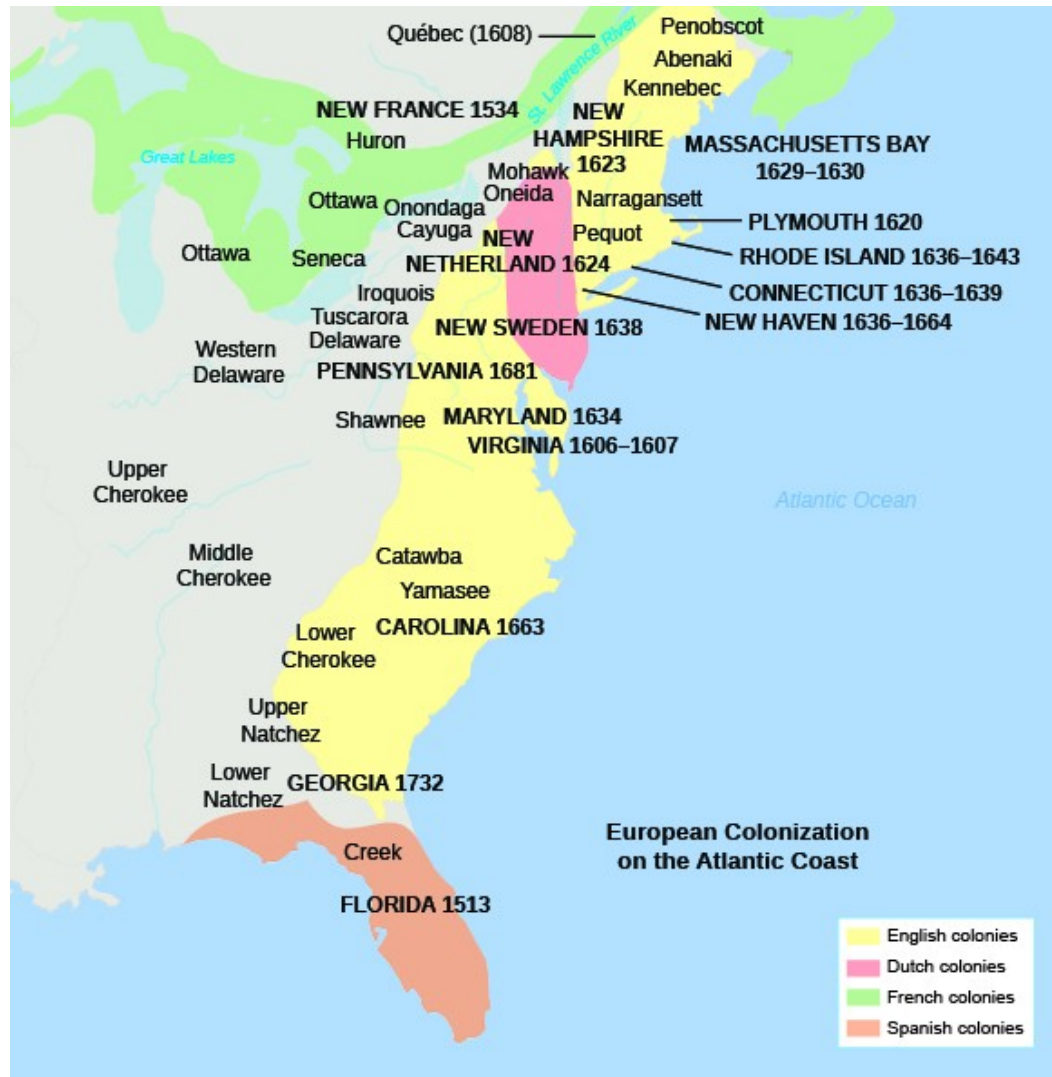 Québec (1608)
Penobscot
Abenaki
Kennebec
St. Lawrence River
NEW FRANCE 1534
Huron
Great Lakes
NEW
HAMPSHIRE
1623
MASSACHUSETTS BAY
1629–1630
Mohawk
Oneida
Ottawa
Onondaga
Cayuga
Narragansett
PLYMOUTH 1620
Pequot
Ottawa
Seneca
NEW
NETHERLAND 1624
RHODE ISLAND 1636–1643
CONNECTICUT 1636–1639
NEW HAVEN 1636–1664
Iroquois
Tuscarora
Delaware
NEW SWEDEN 1638
Western
Delaware
PENNSYLVANIA 1681
Shawnee
MARYLAND 1634
VIRGINIA 1606–1607
Upper
Cherokee
Atlantic Ocean
Middle
Cherokee
Catawba
Yamasee
CAROLINA 1663
Lower
Cherokee
Upper
Natchez
Lower
Natchez
GEORGIA 1732
European Colonization
on the Atlantic Coast
Creek
FLORIDA 1513
English colonies
Dutch colonies
French colonies
Spanish colonies